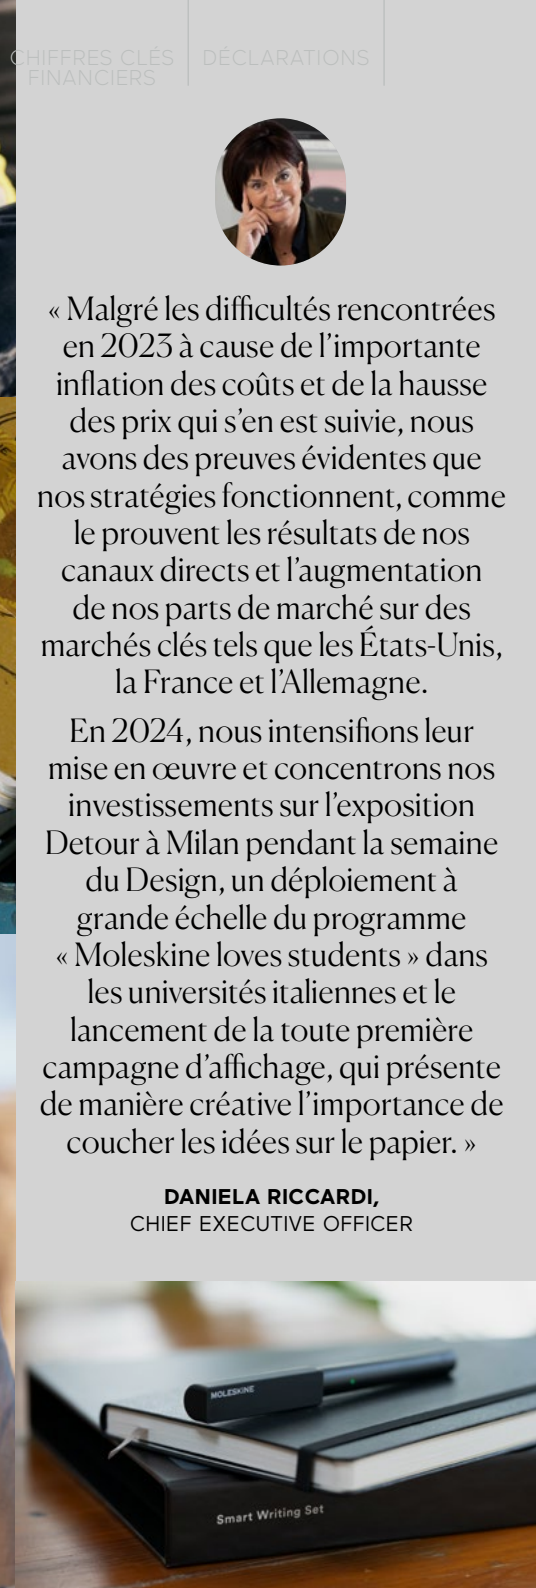 CHIFFRES CLÉS
FINANCIERS
DÉCLARATIONS
« Malgré les difficultés rencontrées
en 2023 à cause de l’importante
inflation des coûts et de la hausse
des prix qui s’en est suivie, nous
avons des preuves évidentes que
nos stratégies fonctionnent, comme
le prouvent les résultats de nos
canaux directs et l’augmentation
de nos parts de marché sur des
marchés clés tels que les États-Unis,
la France et l’Allemagne.
En 2024, nous intensifions leur
mise en œuvre et concentrons nos
investissements sur l’exposition
Detour à Milan pendant la semaine
du Design, un déploiement à
grande échelle du programme
« Moleskine loves students » dans
les universités italiennes et le
lancement de la toute première
campagne d’affichage, qui présente
de manière créative l’importance de
coucher les idées sur le papier. »
DANIELA RICCARDI,
CHIEF EXECUTIVE OFFICER
MOLESKINE
Smart Writing Set